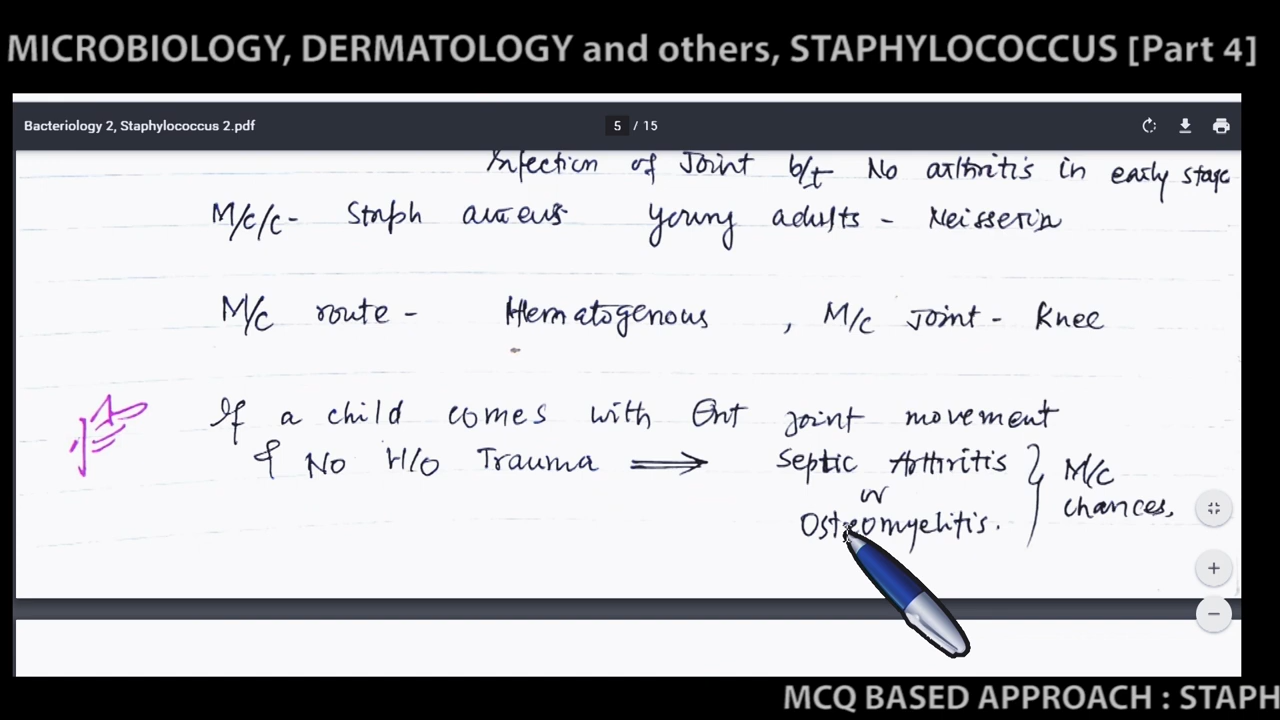 MICROBIOLOGY, DERMATOLOGY and others, STAPHYLOCOCCUS [Part 4]
Bacteriology 2, Staphylococcus 2.pdf 5 / 15
Infection of Joint b/t No arthritis in early stage
M/c/c- Staph aureus Young adults - Neisseria
M/c route - Hematogenous , M/c Joint - Knee
If a child comes with joint movement
& No H/O Trauma ⟹ Septic Arthritis
or
Osteomyelitis. } M/c chances,
MCQ BASED APPROACH : STAPH